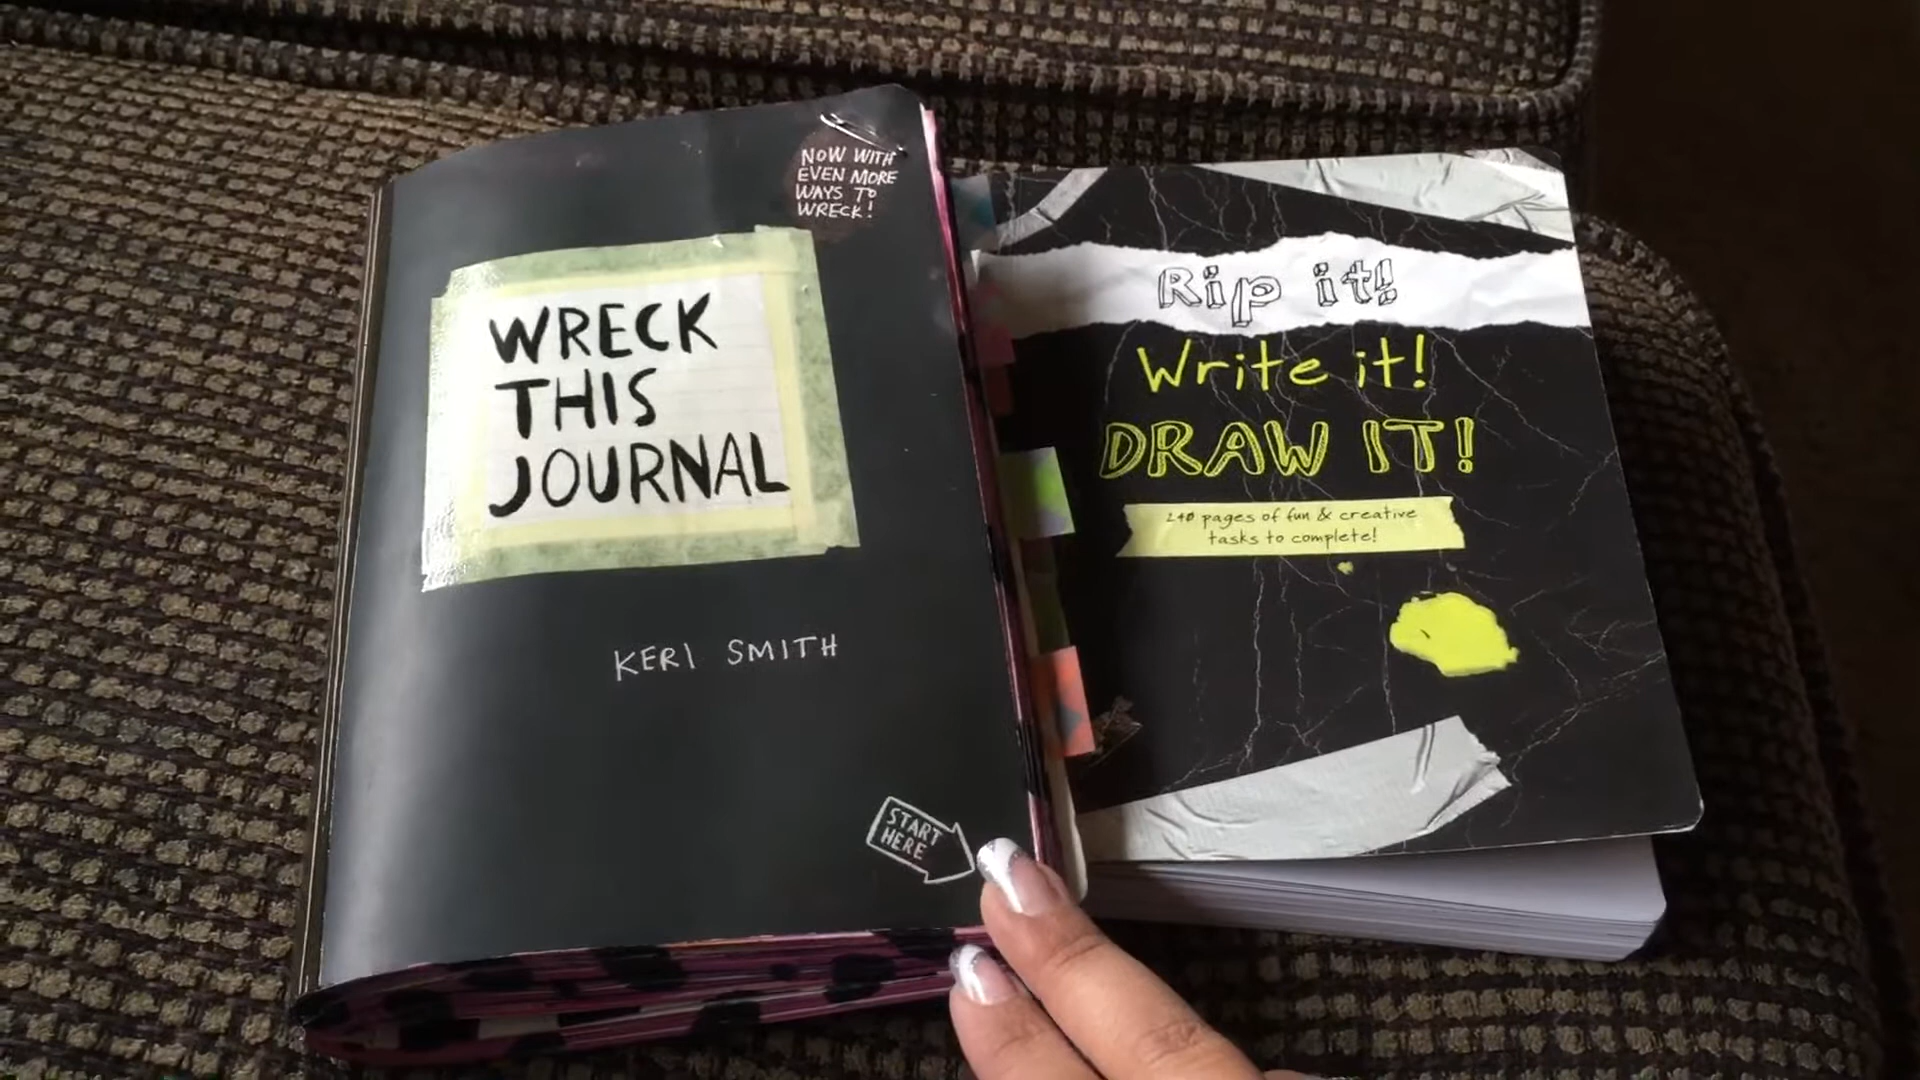 NOW WITH
EVEN MORE
WAYS TO
WRECK!
WRECK
THIS
JOURNAL
KERI SMITH
START
HERE
Rip it!
Write it!
DRAW IT!
240 pages of fun & creative
tasks to complete!